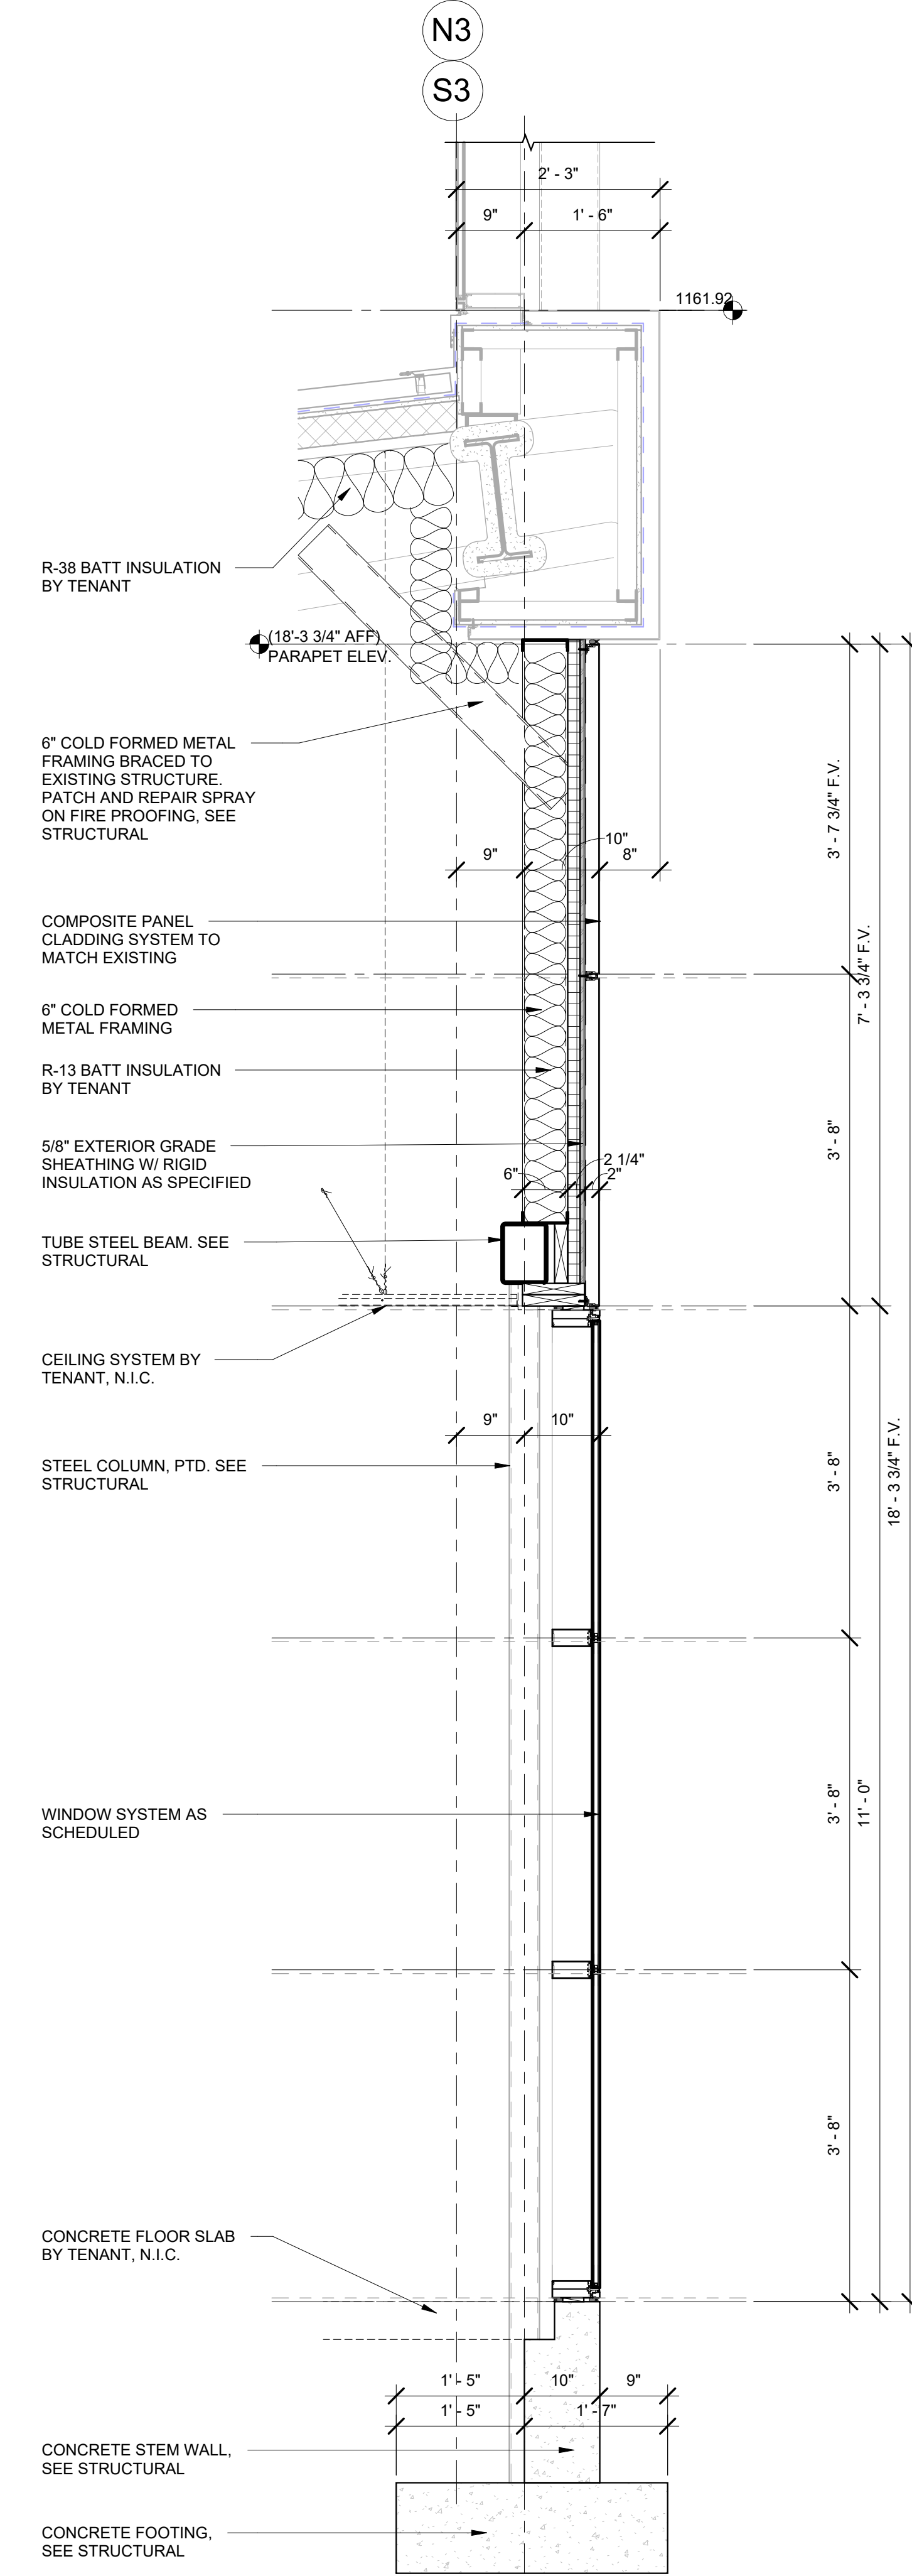 N3
S3
2' - 3"
9"
1' - 6"
1161.92
R-38 BATT INSULATION
BY TENANT
(18'-3 3/4" AFF)
PARAPET ELEV.
6" COLD FORMED METAL
FRAMING BRACED TO
EXISTING STRUCTURE.
PATCH AND REPAIR SPRAY
ON FIRE PROOFING, SEE
STRUCTURAL
3' - 7 3/4" F.V.
9"
10"
8"
COMPOSITE PANEL
CLADDING SYSTEM TO
MATCH EXISTING
7' - 3 3/4" F.V.
6" COLD FORMED
METAL FRAMING
R-13 BATT INSULATION
BY TENANT
3' - 8"
5/8" EXTERIOR GRADE
SHEATHING W/ RIGID
INSULATION AS SPECIFIED
6"
2 1/4"
2"
TUBE STEEL BEAM. SEE
STRUCTURAL
CEILING SYSTEM BY
TENANT, N.I.C.
9"
10"
STEEL COLUMN, PTD. SEE
STRUCTURAL
3' - 8"
18' - 3 3/4" F.V.
WINDOW SYSTEM AS
SCHEDULED
3' - 8"
11' - 0"
3' - 8"
CONCRETE FLOOR SLAB
BY TENANT, N.I.C.
1' - 5"
10"
9"
1' - 5"
1' - 7"
CONCRETE STEM WALL,
SEE STRUCTURAL
CONCRETE FOOTING,
SEE STRUCTURAL